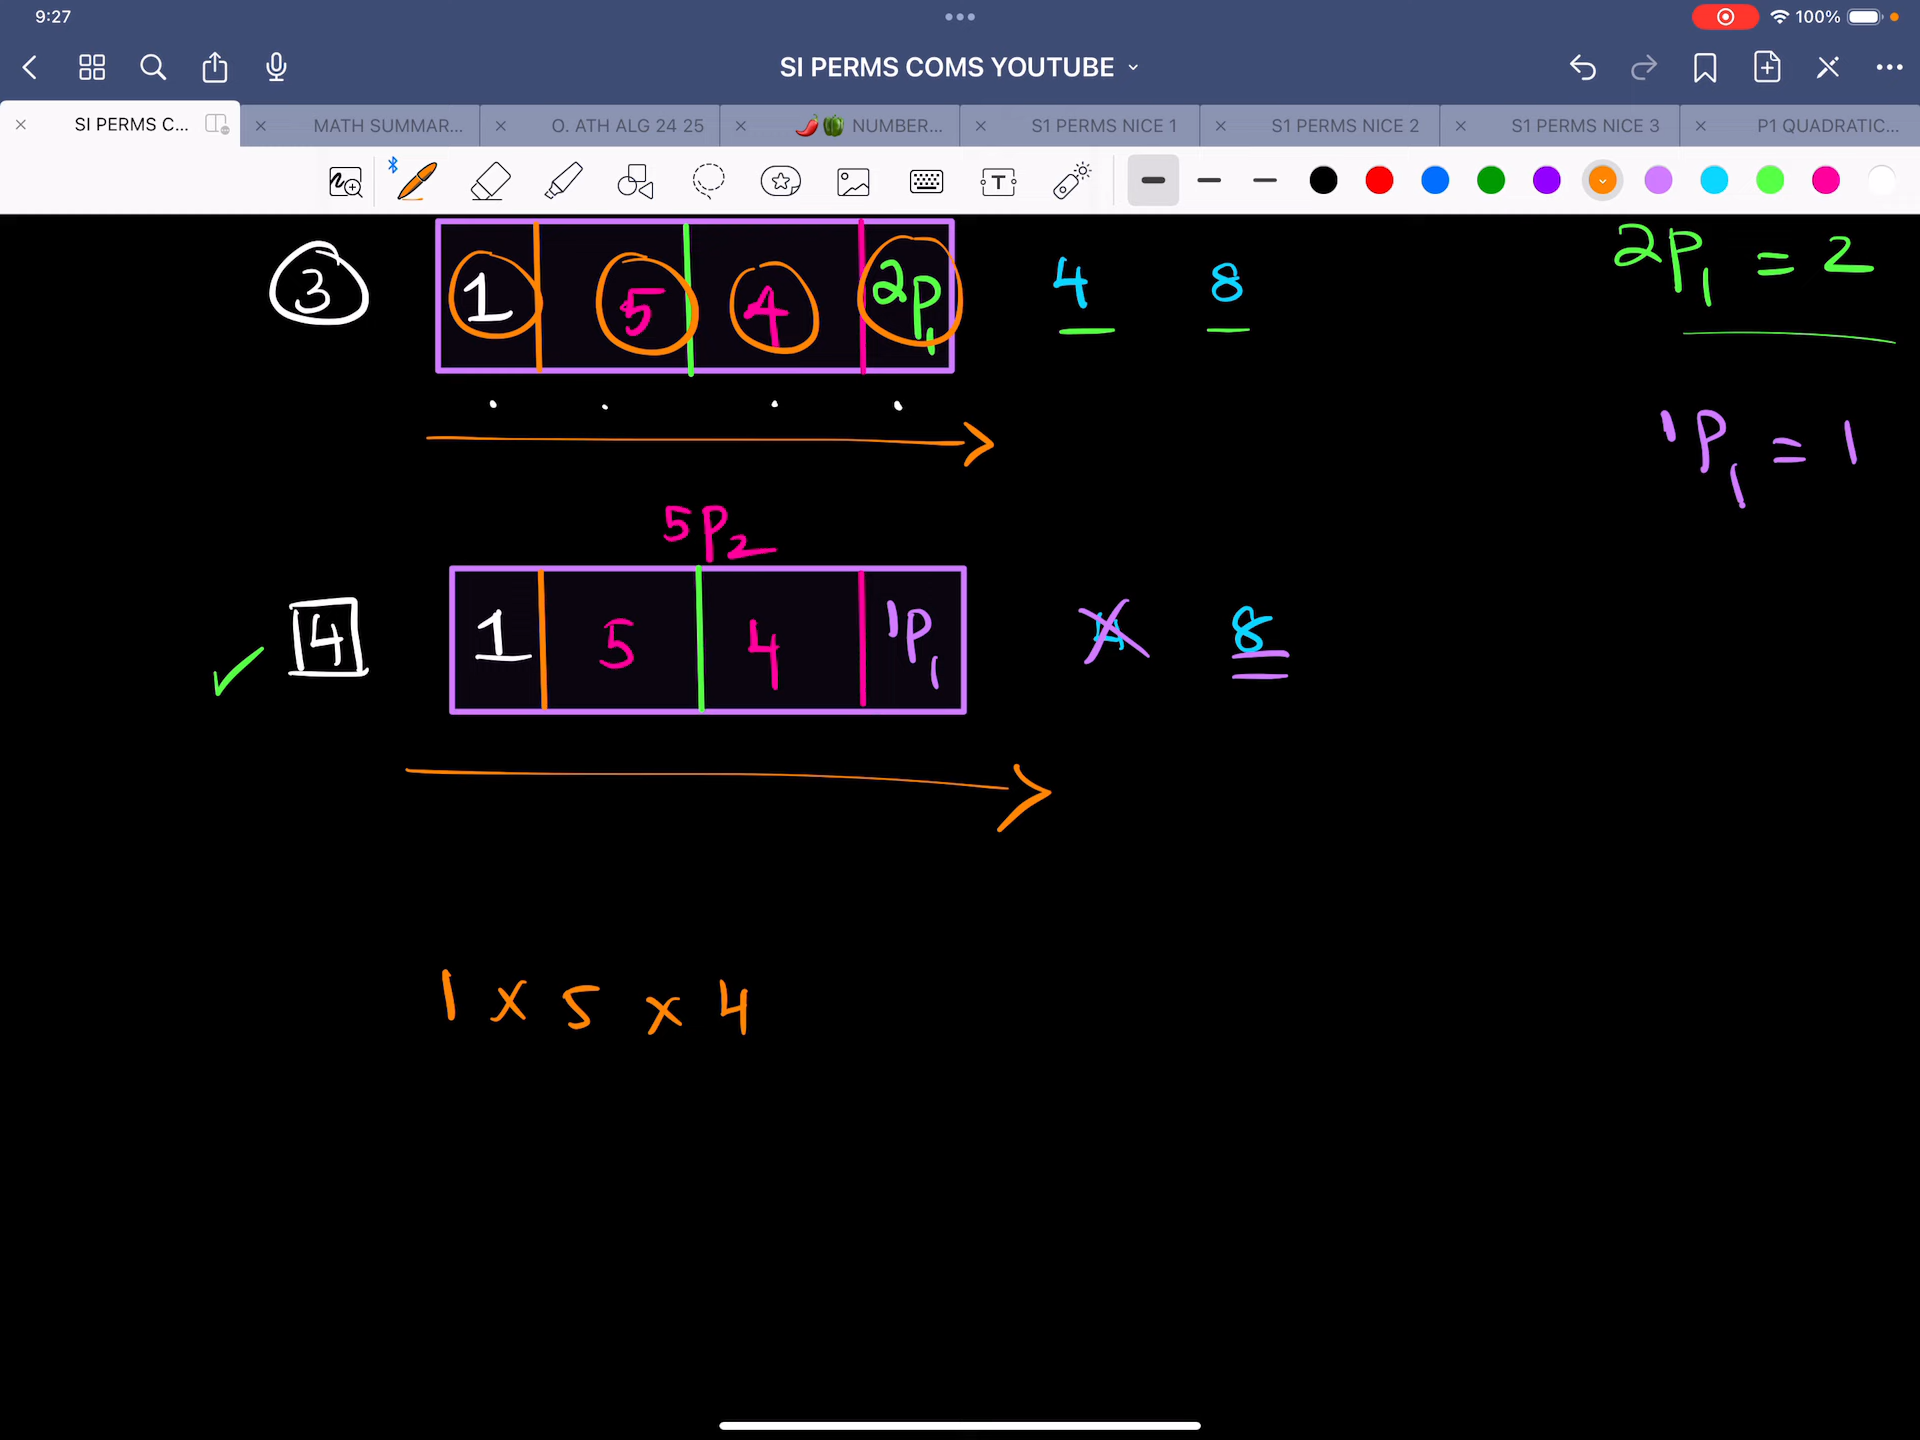 9:27
100%
SI PERMS COMS YOUTUBE
SI PERMS C... MATH SUMMAR... O. ATH ALG 24 25 🌶️🫑 NUMBER... S1 PERMS NICE 1 S1 PERMS NICE 2 S1 PERMS NICE 3 P1 QUADRATIC...
T
3 1 5 4 2P1 4 8 2P1 = 2
1P1 = 1
5P2
4 1 5 4 1P1 4 8
1 x 5 x 4